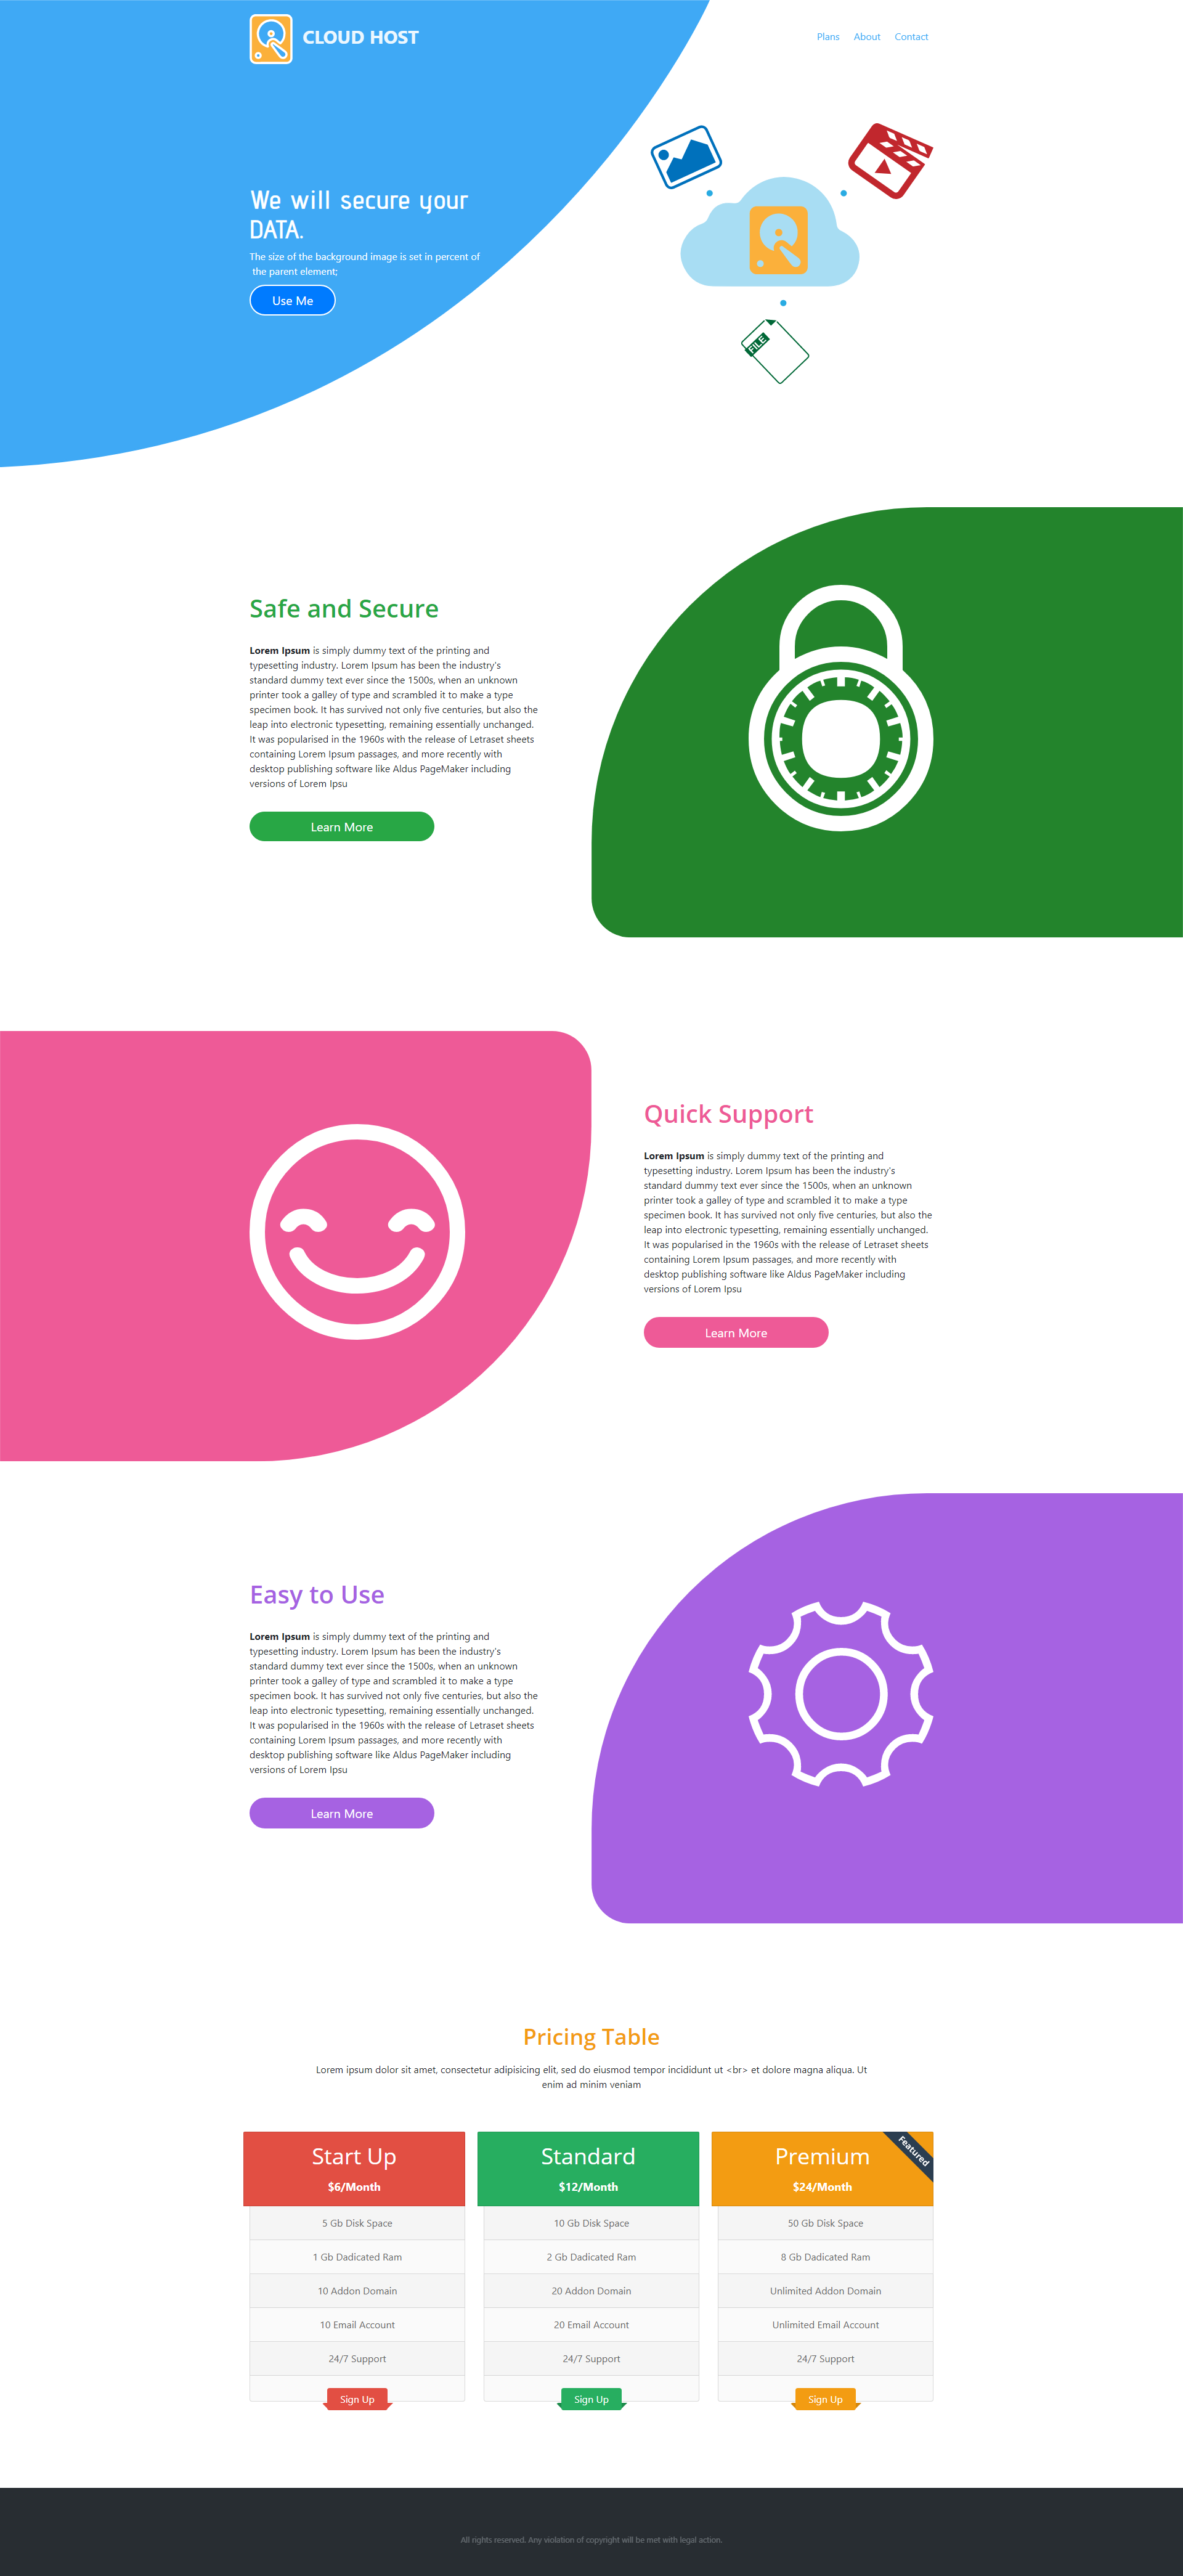 CLOUD HOST
Plans About Contact
We will secure your
DATA.
The size of the background image is set in percent of
the parent element;
Use Me
FILE
Safe and Secure
Lorem Ipsum is simply dummy text of the printing and
typesetting industry. Lorem Ipsum has been the industry's
standard dummy text ever since the 1500s, when an unknown
printer took a galley of type and scrambled it to make a type
specimen book. It has survived not only five centuries, but also the
leap into electronic typesetting, remaining essentially unchanged.
It was popularised in the 1960s with the release of Letraset sheets
containing Lorem Ipsum passages, and more recently with
desktop publishing software like Aldus PageMaker including
versions of Lorem Ipsu
Learn More
Quick Support
Lorem Ipsum is simply dummy text of the printing and
typesetting industry. Lorem Ipsum has been the industry's
standard dummy text ever since the 1500s, when an unknown
printer took a galley of type and scrambled it to make a type
specimen book. It has survived not only five centuries, but also the
leap into electronic typesetting, remaining essentially unchanged.
It was popularised in the 1960s with the release of Letraset sheets
containing Lorem Ipsum passages, and more recently with
desktop publishing software like Aldus PageMaker including
versions of Lorem Ipsu
Learn More
Easy to Use
Lorem Ipsum is simply dummy text of the printing and
typesetting industry. Lorem Ipsum has been the industry's
standard dummy text ever since the 1500s, when an unknown
printer took a galley of type and scrambled it to make a type
specimen book. It has survived not only five centuries, but also the
leap into electronic typesetting, remaining essentially unchanged.
It was popularised in the 1960s with the release of Letraset sheets
containing Lorem Ipsum passages, and more recently with
desktop publishing software like Aldus PageMaker including
versions of Lorem Ipsu
Learn More
Pricing Table
Lorem ipsum dolor sit amet, consectetur adipisicing elit, sed do eiusmod tempor incididunt ut <br> et dolore magna aliqua. Ut
enim ad minim veniam
Start Up
$6/Month
5 Gb Disk Space
1 Gb Dadicated Ram
10 Addon Domain
10 Email Account
24/7 Support
Sign Up
Standard
$12/Month
10 Gb Disk Space
2 Gb Dadicated Ram
20 Addon Domain
20 Email Account
24/7 Support
Sign Up
Featured
Premium
$24/Month
50 Gb Disk Space
8 Gb Dadicated Ram
Unlimited Addon Domain
Unlimited Email Account
24/7 Support
Sign Up
All rights reserved. Any violation of copyright will be met with legal action.